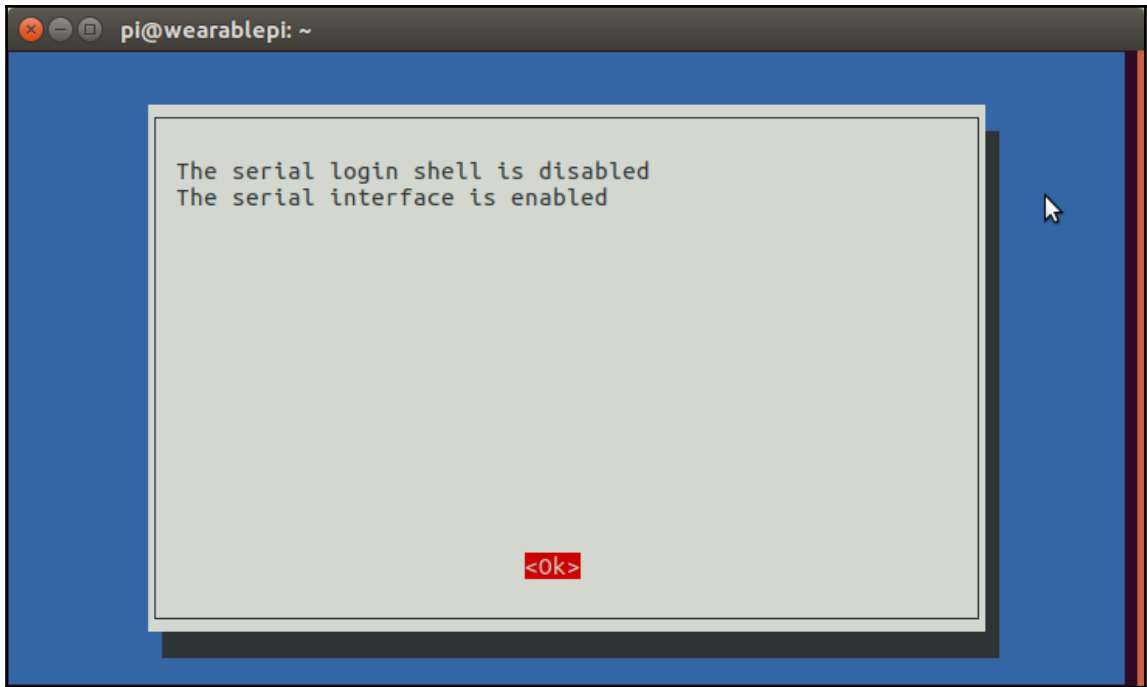 pi@wearablepi: ~
The serial login shell is disabled
The serial interface is enabled
<Ok>